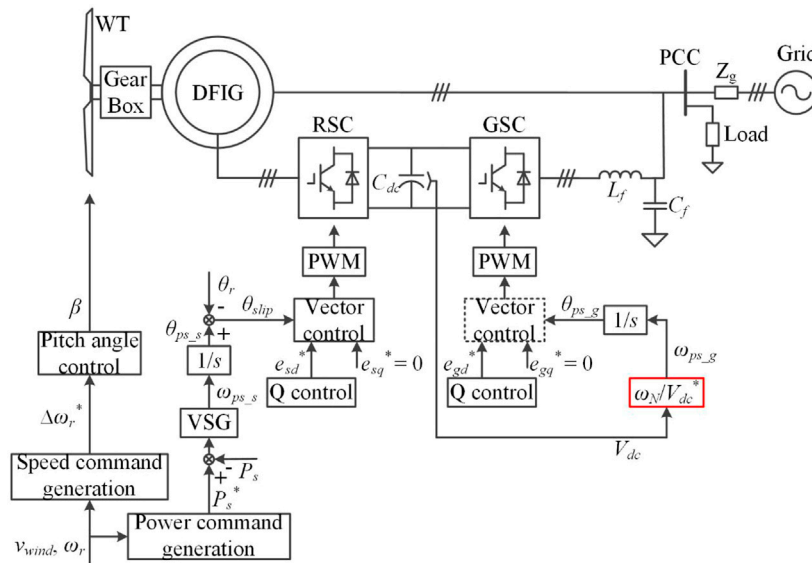 WT
Gear
Box
DFIG
RSC
GSC
PCC
Z_g
Grid
Load
C_dc
L_f
C_f
PWM
PWM
θ_r
-
θ_slip
θ_ps_s
+
Vector
control
Vector
control
θ_ps_g
1/s
β
Pitch angle
control
1/s
e_sd*
e_sq* = 0
e_gd*
e_gq* = 0
ω_ps_g
ω_ps_s
Q control
Q control
ω_N/V_dc*
Δω_r*
VSG
V_dc
Speed command
generation
+
-
P_s
P_s*
v_wind, ω_r
Power command
generation